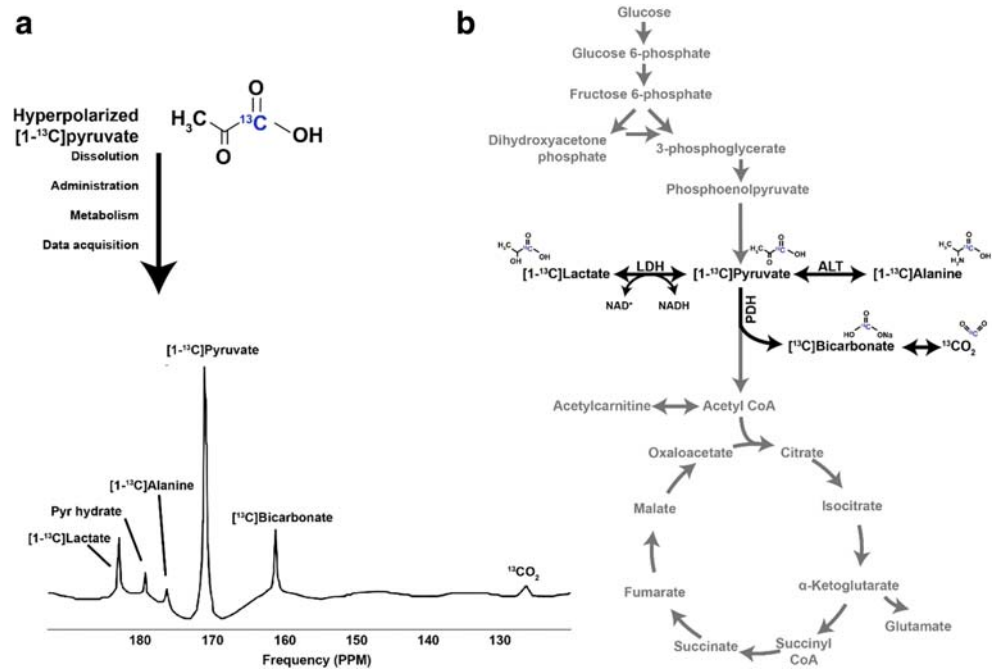 a
Hyperpolarized
[1-¹³C]pyruvate
Dissolution
Administration
Metabolism
Data acquisition
O
H₃C
¹³C
OH
O
[1-¹³C]Pyruvate
[1-¹³C]Alanine
Pyr hydrate
[1-¹³C]Lactate
[¹³C]Bicarbonate
¹³CO₂
180
170
160
150
140
130
Frequency (PPM)
b
Glucose
Glucose 6-phosphate
Fructose 6-phosphate
Dihydroxyacetone
phosphate
3-phosphoglycerate
Phosphoenolpyruvate
[1-¹³C]Lactate
LDH
[1-¹³C]Pyruvate
ALT
[1-¹³C]Alanine
NAD⁺
NADH
PDH
[¹³C]Bicarbonate
¹³CO₂
Acetylcarnitine
Acetyl CoA
Oxaloacetate
Citrate
Malate
Isocitrate
Fumarate
α-Ketoglutarate
Glutamate
Succinate
Succinyl
CoA